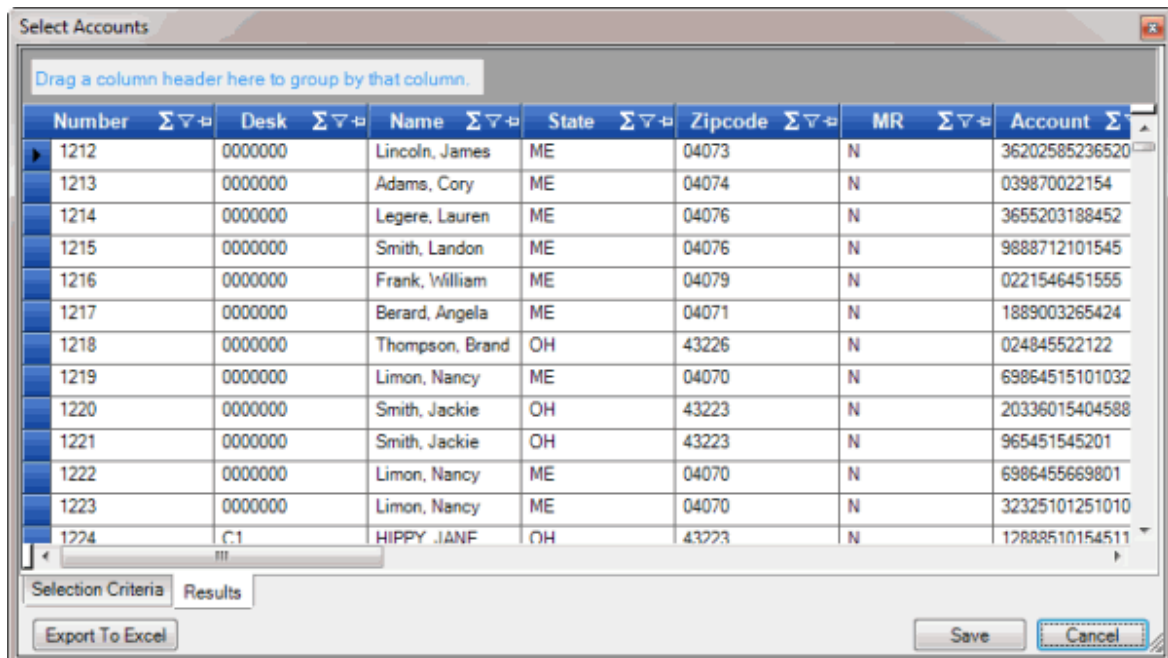 Select Accounts
Drag a column header here to group by that column.
Number Σ Desk Σ Name Σ State Σ Zipcode Σ MR Σ Account Σ
1212 0000000 Lincoln, James ME 04073 N 36202585236520
1213 0000000 Adams, Cory ME 04074 N 039870022154
1214 0000000 Legere, Lauren ME 04076 N 3655203188452
1215 0000000 Smith, Landon ME 04076 N 9888712101545
1216 0000000 Frank, William ME 04079 N 0221546451555
1217 0000000 Berard, Angela ME 04071 N 1889003265424
1218 0000000 Thompson, Brand OH 43226 N 024845522122
1219 0000000 Limon, Nancy ME 04070 N 69864515101032
1220 0000000 Smith, Jackie OH 43223 N 20336015404588
1221 0000000 Smith, Jackie OH 43223 N 965451545201
1222 0000000 Limon, Nancy ME 04070 N 6986455669801
1223 0000000 Limon, Nancy ME 04070 N 32325101251010
1224 C1 HIPPY, JANE OH 43223 N 12888510154511
Selection Criteria Results
Export To Excel Save Cancel